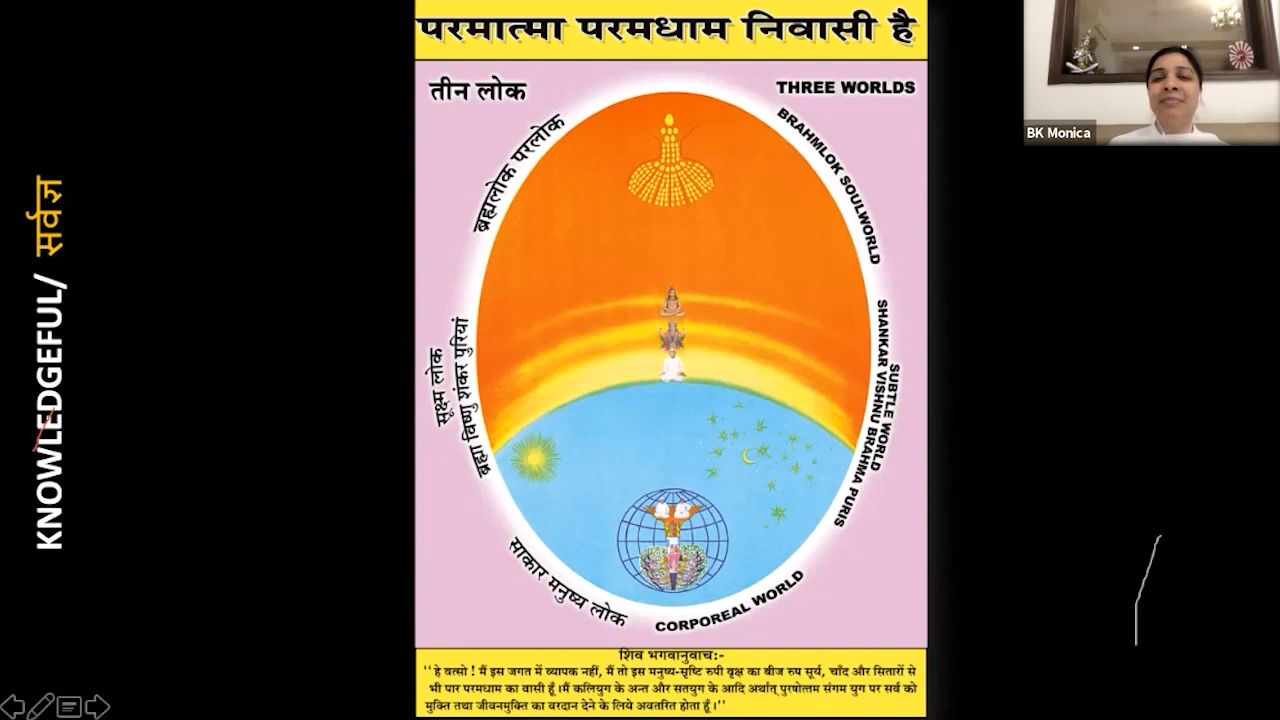 परमात्मा परमधाम निवासी है
तीन लोक
THREE WORLDS
ब्रह्मलोक परलोक
BRAHMLOK SOULWORLD
सूक्ष्म लोक
ब्रह्मा विष्णु शंकर पुरियां
SUBTLE WORLD
SHANKAR VISHNU BRAHMA PURIS
साकार मनुष्य लोक
CORPOREAL WORLD
शिव भगवानुवाच:-
‘‘हे वत्सो ! मैं इस जगत में व्यापक नहीं, मैं तो इस मनुष्य-सृष्टि रुपी वृक्ष का बीज रुप सूर्य, चाँद और सितारों से
भी पार परमधाम का वासी हूँ।मैं कलियुग के अन्त और सतयुग के आदि अर्थात् पुरषोत्तम संगम युग पर सर्व को
मुक्ति तथा जीवनमुक्ति का वरदान देने के लिये अवतरित होता हूँ।’’
KNOWLEDGEFUL/ सर्वज्ञ
BK Monica